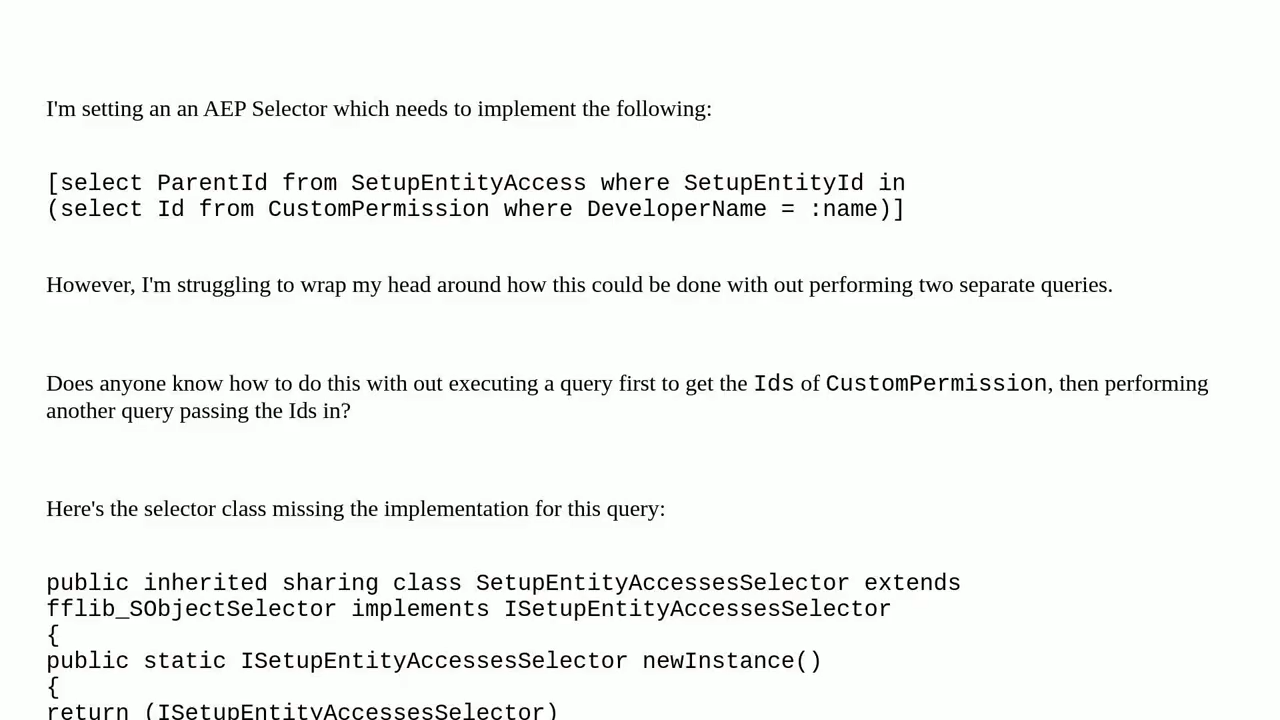 I'm setting an an AEP Selector which needs to implement the following:
[select ParentId from SetupEntityAccess where SetupEntityId in
(select Id from CustomPermission where DeveloperName = :name)]
However, I'm struggling to wrap my head around how this could be done with out performing two separate queries.
Does anyone know how to do this with out executing a query first to get the Ids of CustomPermission, then performing
another query passing the Ids in?
Here's the selector class missing the implementation for this query:
public inherited sharing class SetupEntityAccessesSelector extends
fflib_SObjectSelector implements ISetupEntityAccessesSelector
{
public static ISetupEntityAccessesSelector newInstance()
{
return (ISetupEntityAccessesSelector)